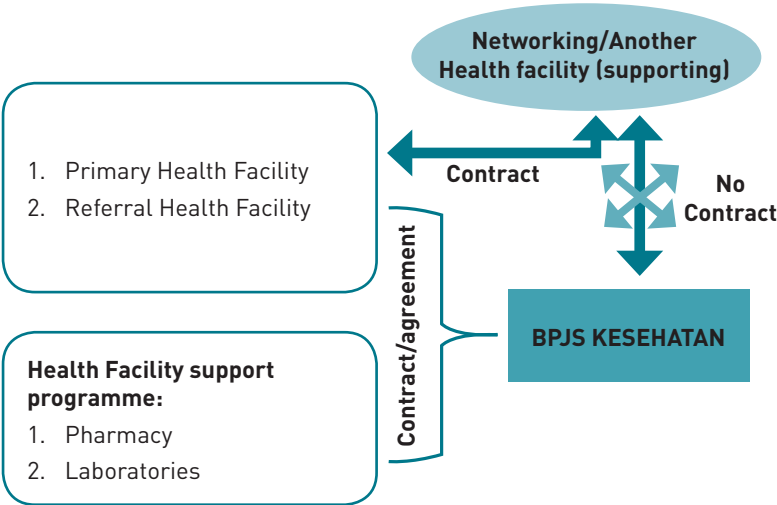 Networking/Another
Health facility (supporting)
1. Primary Health Facility
2. Referral Health Facility
Contract
No
Contract
Contract/agreement
BPJS KESEHATAN
Health Facility support
programme:
1. Pharmacy
2. Laboratories